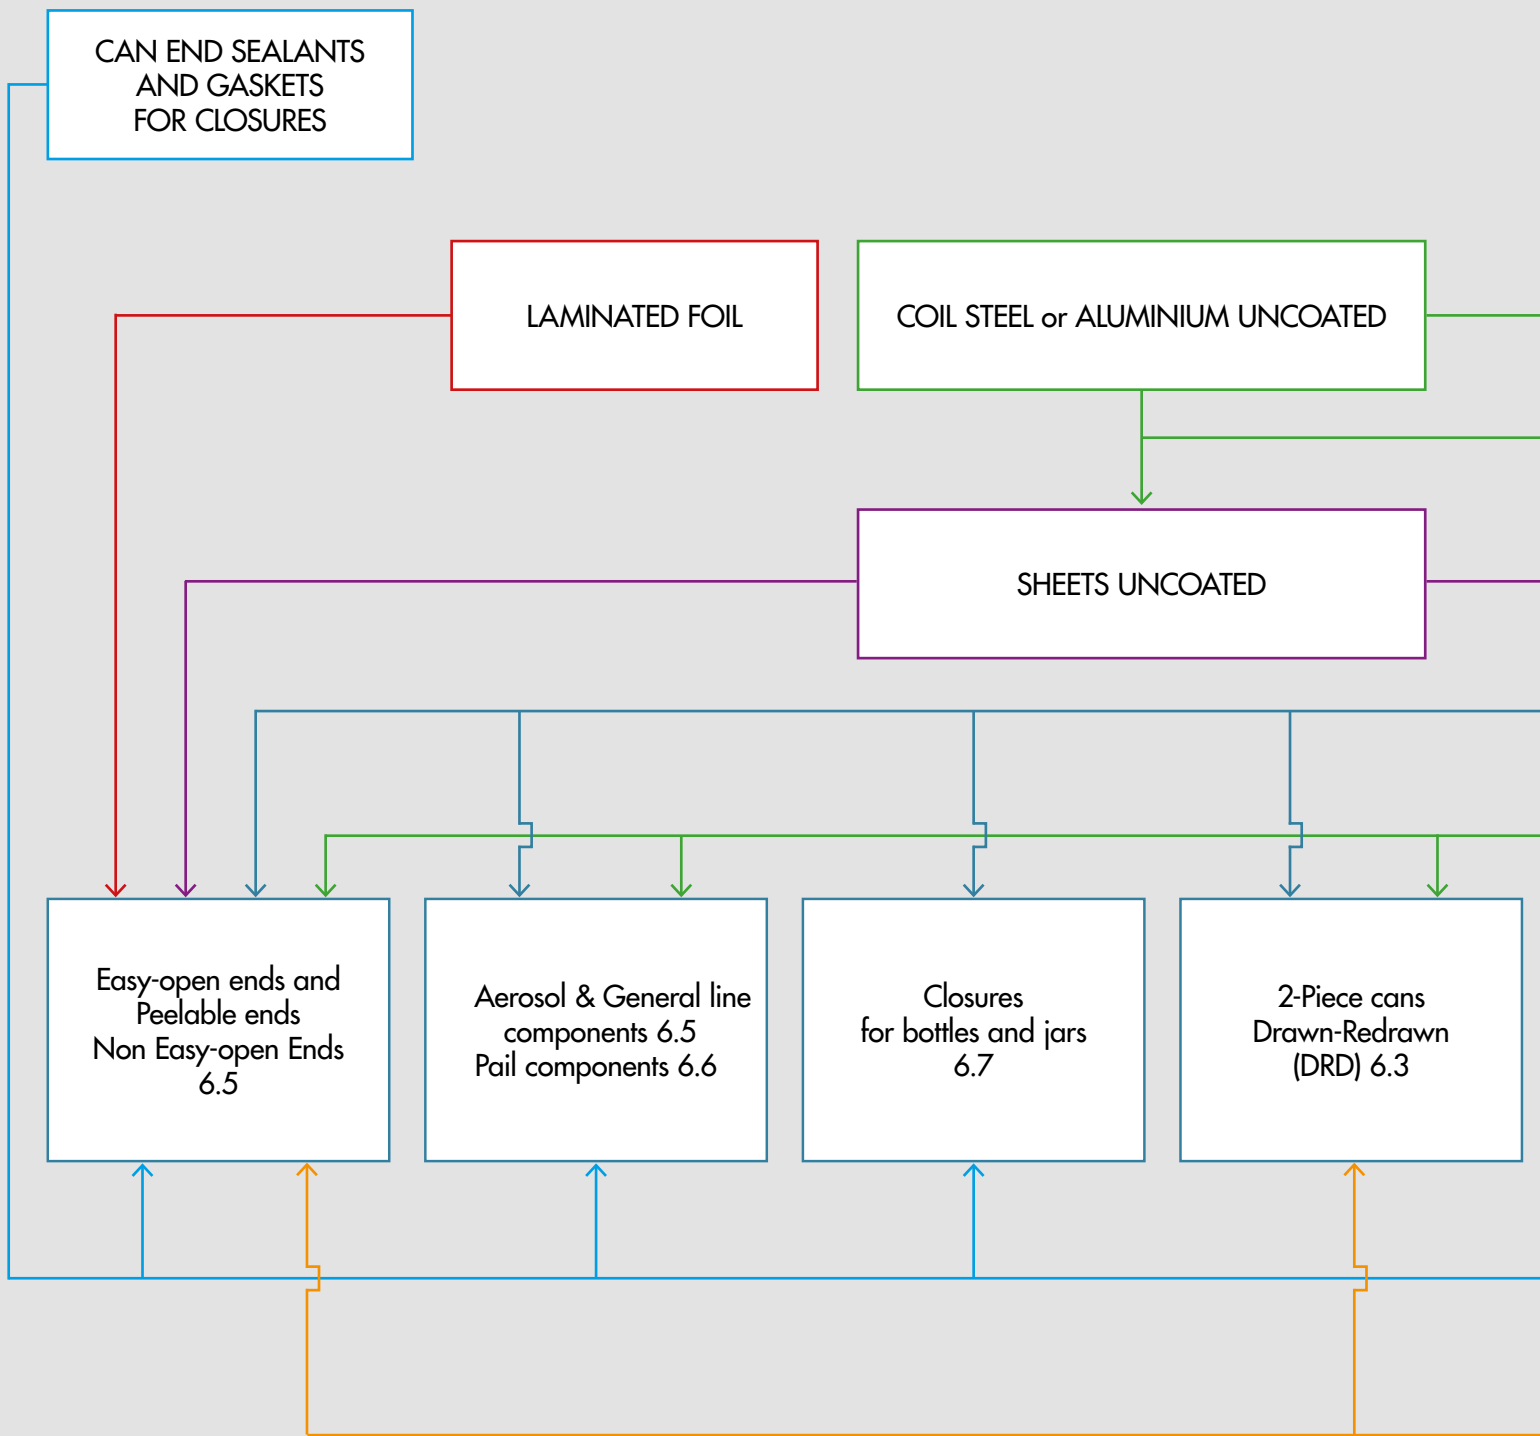 CAN END SEALANTS
AND GASKETS
FOR CLOSURES
LAMINATED FOIL
COIL STEEL or ALUMINIUM UNCOATED
SHEETS UNCOATED
Easy-open ends and
Peelable ends
Non Easy-open Ends
6.5
Aerosol & General line
components 6.5
Pail components 6.6
Closures
for bottles and jars
6.7
2-Piece cans
Drawn-Redrawn
(DRD) 6.3